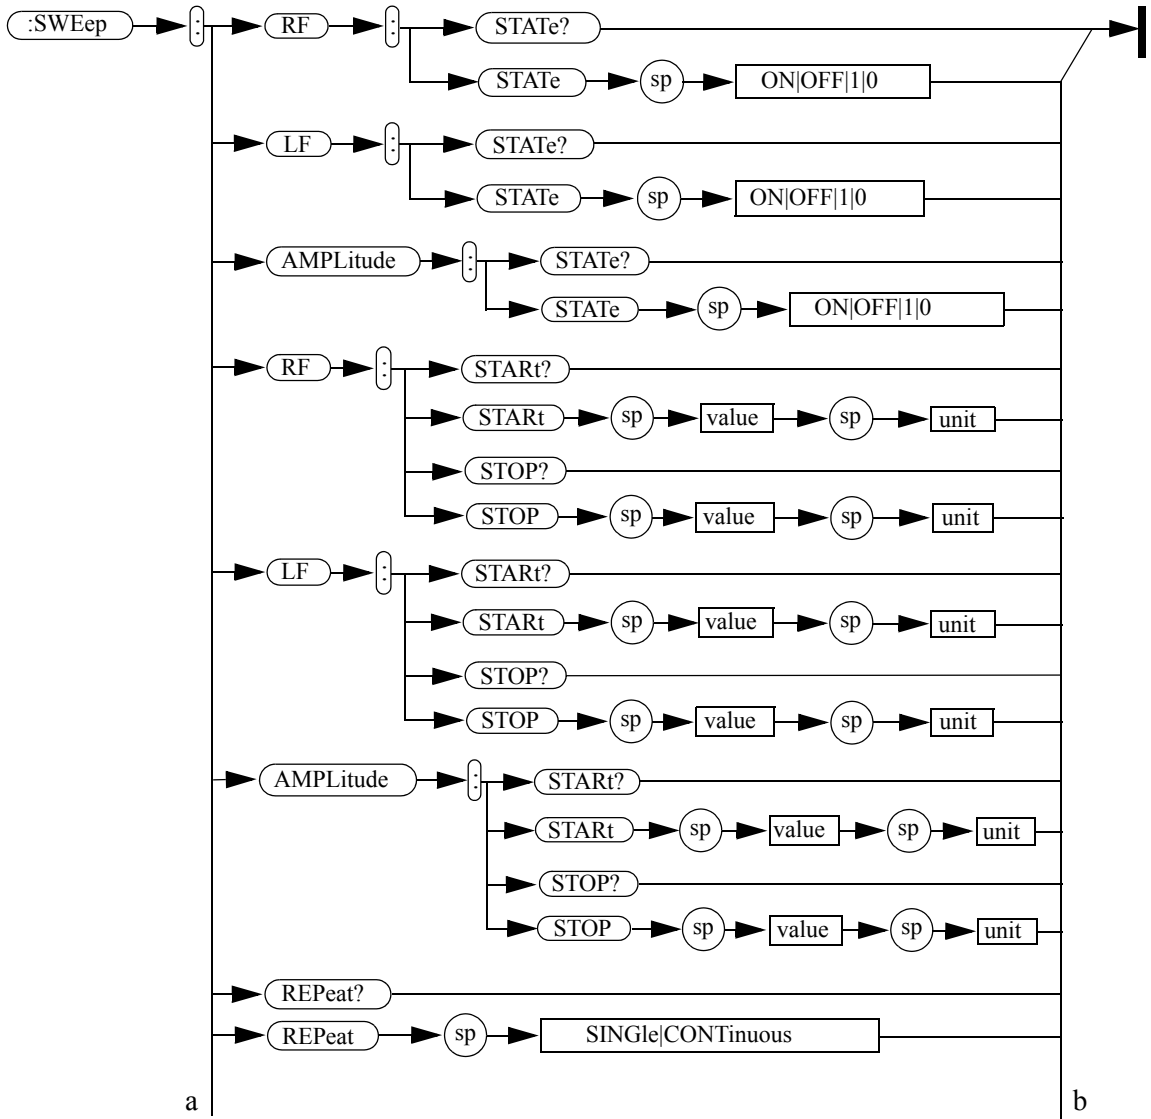 :SWEep : RF : STATe?
STATe sp ON|OFF|1|0
LF : STATe?
STATe sp ON|OFF|1|0
AMPLitude : STATe?
STATe sp ON|OFF|1|0
RF : STARt?
STARt sp value sp unit
STOP?
STOP sp value sp unit
LF : STARt?
STARt sp value sp unit
STOP?
STOP sp value sp unit
AMPLitude : STARt?
STARt sp value sp unit
STOP?
STOP sp value sp unit
REPeat?
REPeat sp SINGle|CONTinuous
a b